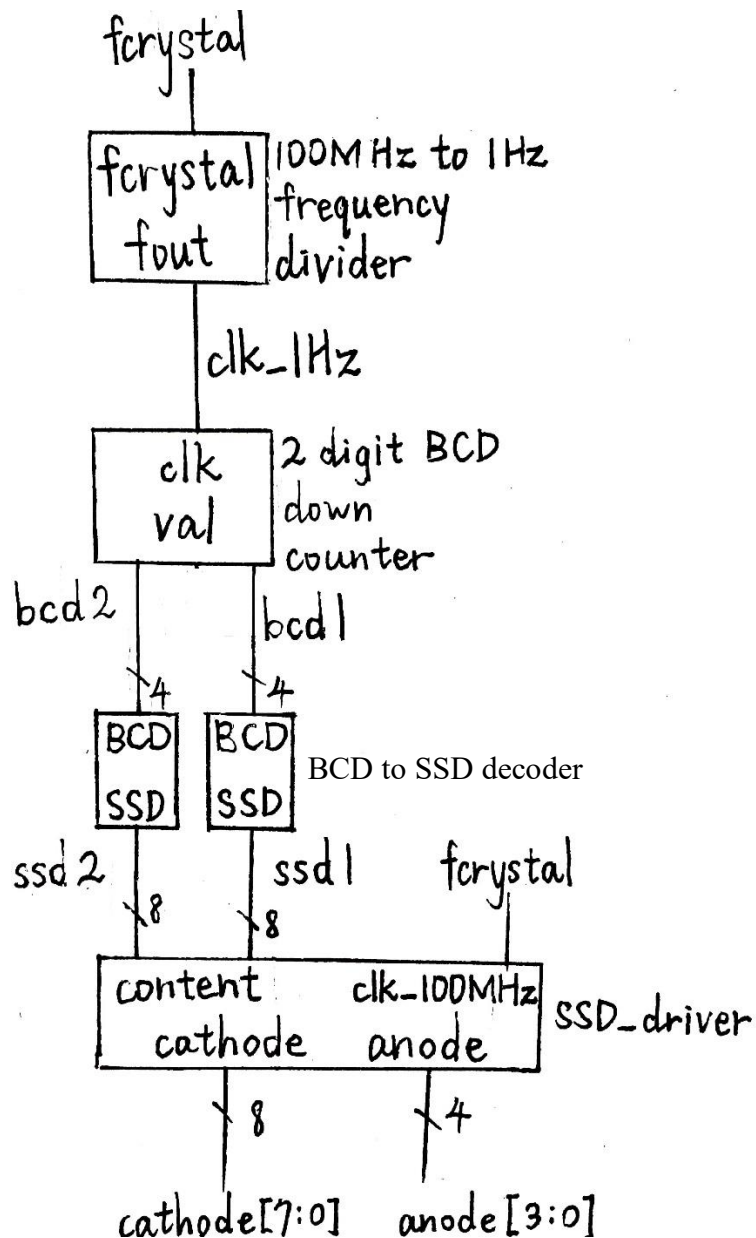 fcrystal
fcrystal
fout
100MHz to 1Hz
frequency
divider
clk_1Hz
clk
val
2 digit BCD
down
counter
bcd2
bcd1
4
4
BCD
SSD
BCD
SSD
BCD to SSD decoder
ssd2
ssd1
fcrystal
8
8
content
clk_100MHz
cathode
anode
SSD_driver
8
4
cathode[7:0]
anode[3:0]